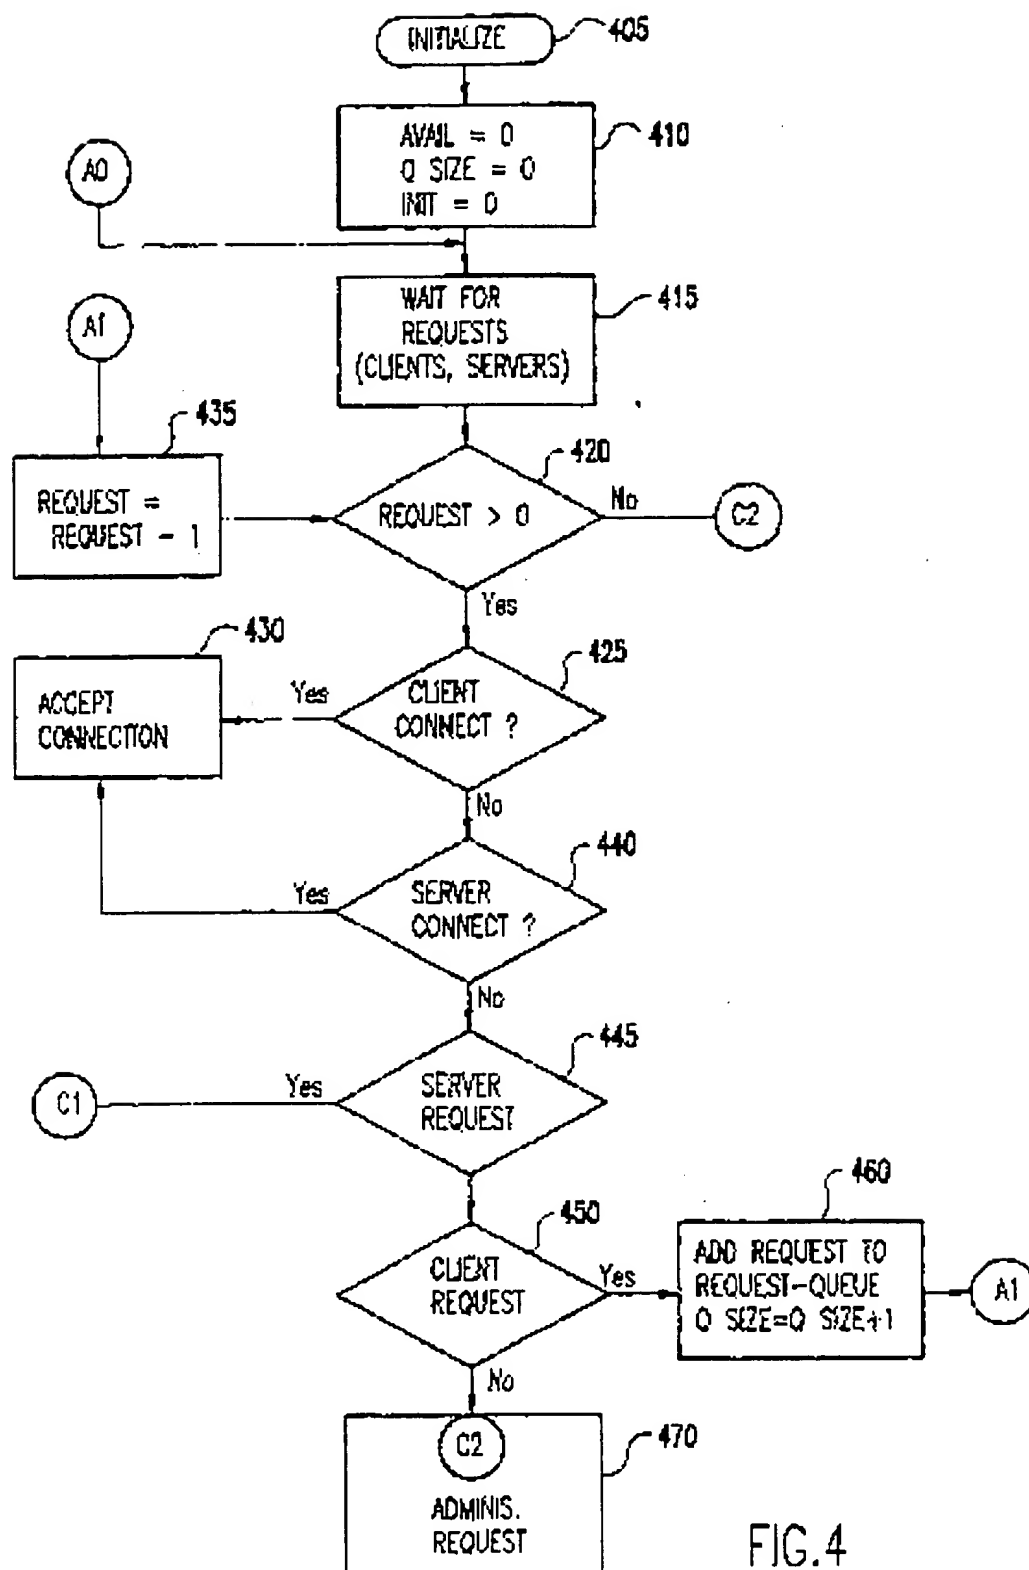 INITIALIZE
405
AVAIL = 0
Q SIZE = 0
INIT = 0
410
A0
WAIT FOR
REQUESTS
(CLIENTS, SERVERS)
415
A1
435
REQUEST =
REQUEST - 1
420
REQUEST > 0
No
C2
Yes
430
ACCEPT
CONNECTION
Yes
425
CLIENT
CONNECT ?
No
440
Yes
SERVER
CONNECT ?
No
445
C1
Yes
SERVER
REQUEST
450
CLIENT
REQUEST
Yes
460
ADD REQUEST TO
REQUEST-QUEUE
Q SIZE=Q SIZE+1
A1
No
C2
470
ADMINIS.
REQUEST
FIG.4